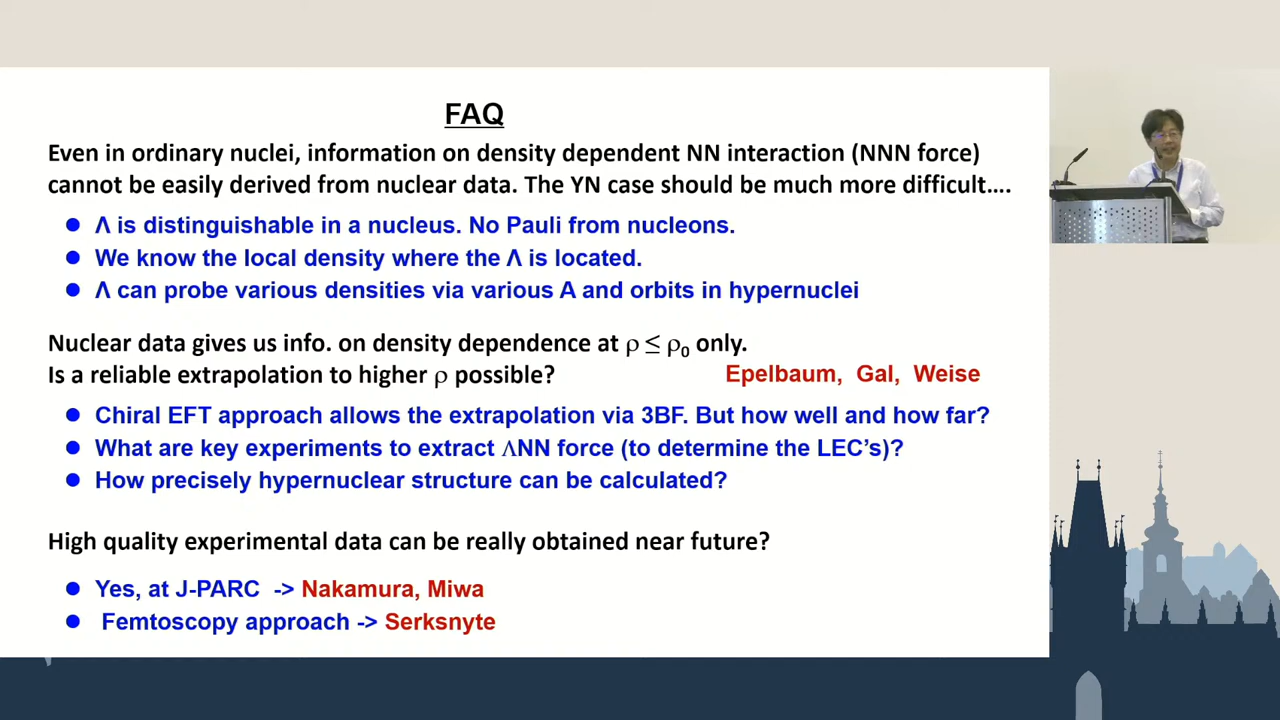 FAQ
Even in ordinary nuclei, information on density dependent NN interaction (NNN force)
cannot be easily derived from nuclear data. The YN case should be much more difficult....
● Λ is distinguishable in a nucleus. No Pauli from nucleons.
● We know the local density where the Λ is located.
● Λ can probe various densities via various A and orbits in hypernuclei
Nuclear data gives us info. on density dependence at ρ ≤ ρ₀ only.
Is a reliable extrapolation to higher ρ possible? Epelbaum, Gal, Weise
● Chiral EFT approach allows the extrapolation via 3BF. But how well and how far?
● What are key experiments to extract ΛNN force (to determine the LEC's)?
● How precisely hypernuclear structure can be calculated?
High quality experimental data can be really obtained near future?
● Yes, at J-PARC -> Nakamura, Miwa
● Femtoscopy approach -> Serksnyte